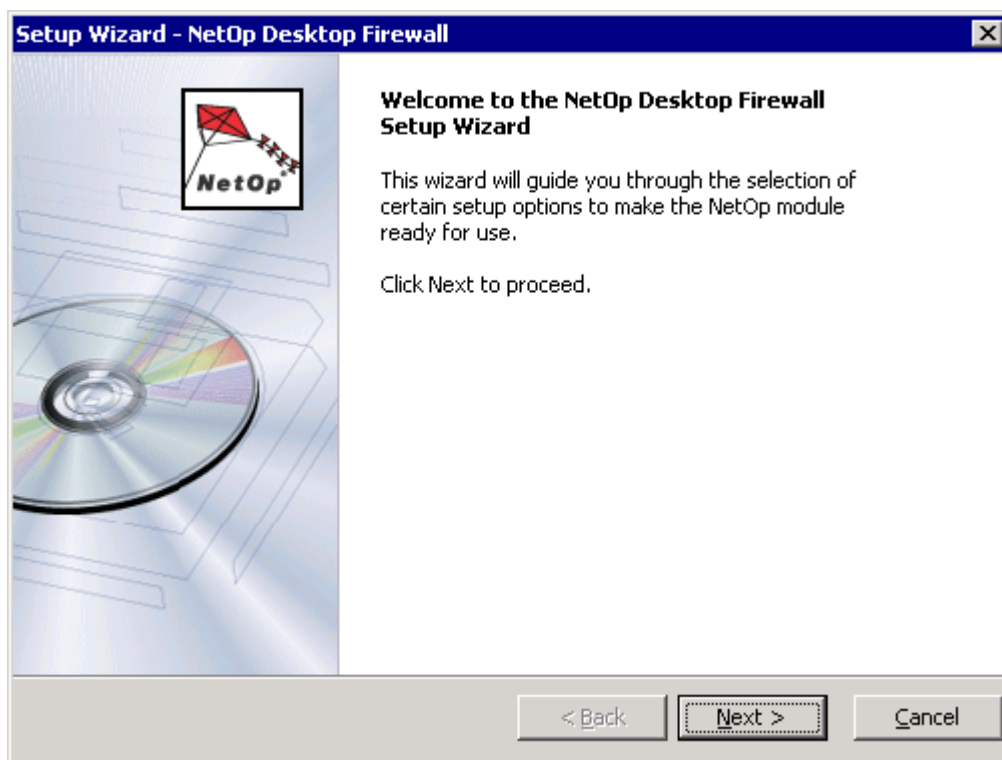 Setup Wizard - NetOp Desktop Firewall
NetOp®
Welcome to the NetOp Desktop Firewall
Setup Wizard
This wizard will guide you through the selection of
certain setup options to make the NetOp module
ready for use.
Click Next to proceed.
< Back
Next >
Cancel